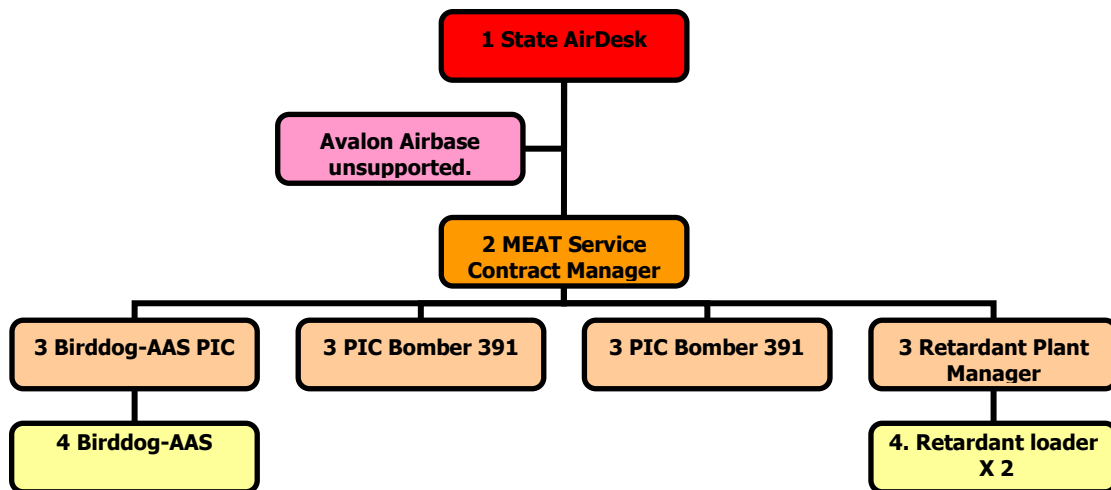 1 State AirDesk
Avalon Airbase
unsupported.
2 MEAT Service
Contract Manager
3 Birddog-AAS PIC
3 PIC Bomber 391
3 PIC Bomber 391
3 Retardant Plant
Manager
4 Birddog-AAS
4. Retardant loader
X 2